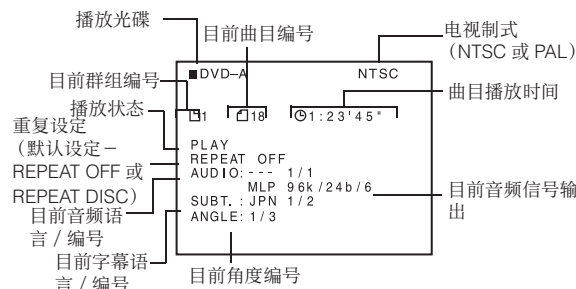 播放光碟
目前曲目编号
电视制式
（NTSC 或 PAL）
目前群组编号
播放状态
重复设定
（默认设定－
REPEAT OFF 或
REPEAT DISC）
目前音频语
言 / 编号
目前字幕语
言 / 编号
■DVD–A NTSC
1 18 1:23'45"
PLAY
REPEAT OFF
AUDIO: --- 1/1
MLP 96k/24b/6
SUBT. : JPN 1/2
ANGLE: 1/3
曲目播放时间
目前音频信号输
出
目前角度编号